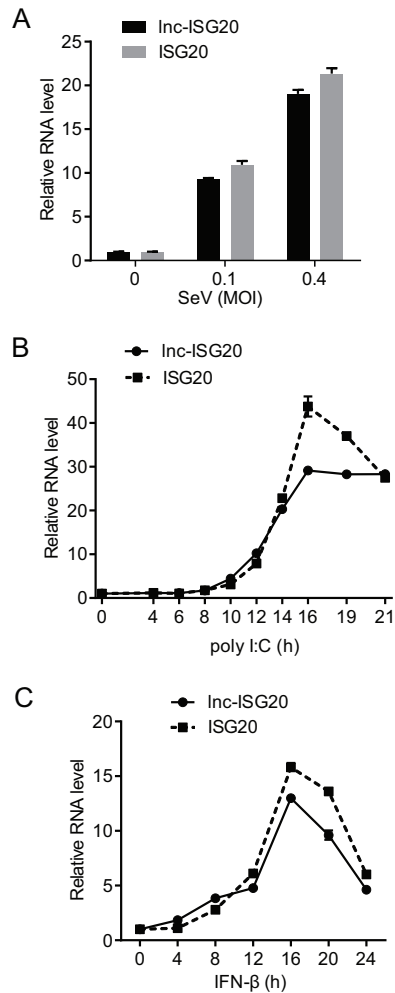 A
lnc-ISG20
ISG20
Relative RNA level
25
20
15
10
5
0
0 0.1 0.4
SeV (MOI)
B
lnc-ISG20
ISG20
Relative RNA level
50
40
30
20
10
0
0 4 6 8 10 12 14 16 19 21
poly I:C (h)
C
lnc-ISG20
ISG20
Relative RNA level
20
15
10
5
0
0 4 8 12 16 20 24
IFN-β (h)